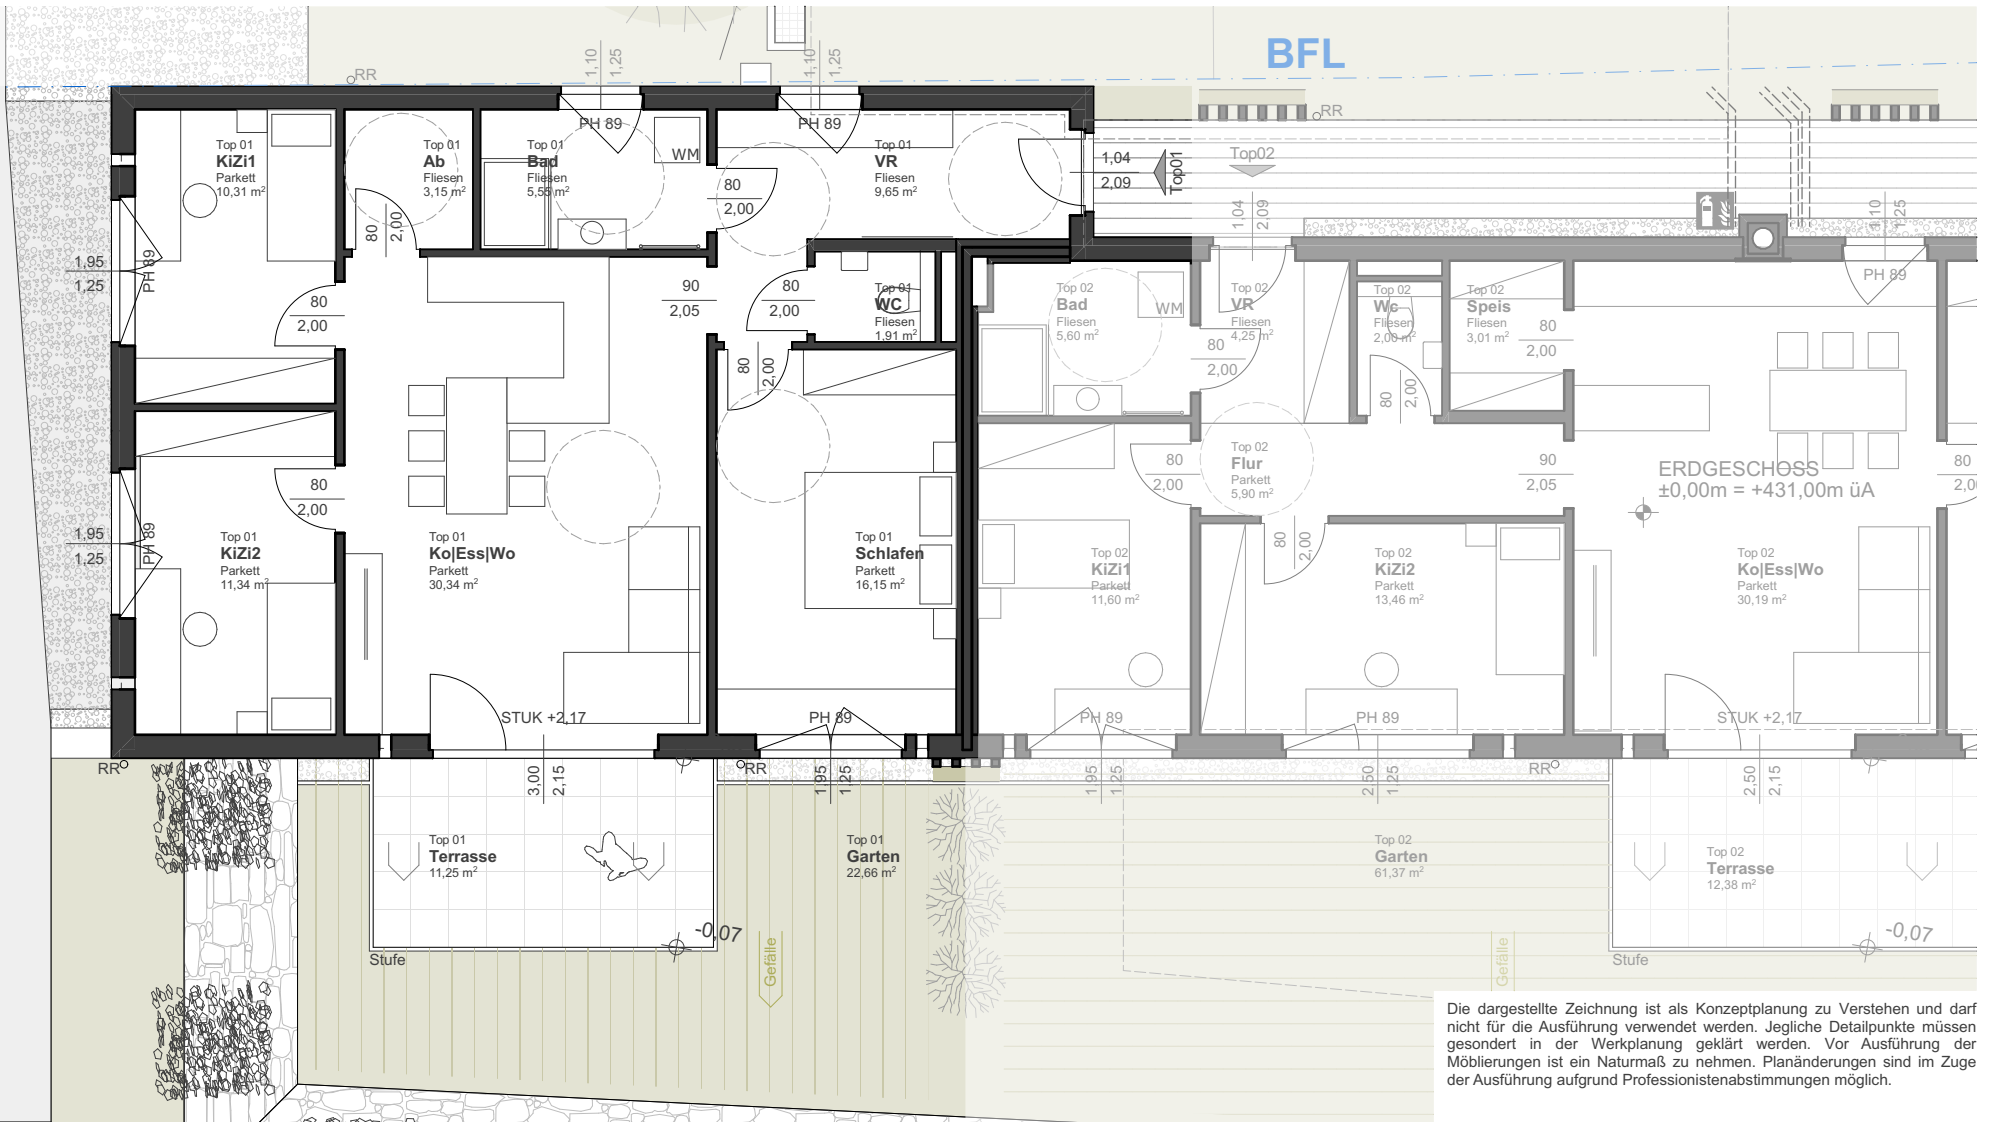 BFL
RR
1,10
1,25
1,10
1,25
RR
PH 89
PH 89
Top 01
KiZi1
Parkett
10,31 m²
Top 01
Ab
Fliesen
3,15 m²
Top 01
Bad
Fliesen
5,55 m²
WM
Top 01
VR
Fliesen
9,65 m²
1,04
2,09
Top01
Top02
1,04
2,09
1,10
1,25
80
2,00
80
2,00
1,95
1,25
PH 89
80
2,00
90
2,05
80
2,00
Top 01
WC
Fliesen
1,91 m²
80
2,00
Top 02
Bad
Fliesen
5,60 m²
WM
Top 02
VR
Fliesen
4,25 m²
80
2,00
Top 02
Wc
Fliesen
2,00 m²
Top 02
Speis
Fliesen
3,01 m²
80
2,00
PH 89
80
2,00
80
2,00
1,95
1,25
PH 89
Top 01
KiZi2
Parkett
11,34 m²
Top 01
Ko|Ess|Wo
Parkett
30,34 m²
Top 01
Schlafen
Parkett
16,15 m²
80
2,00
Top 02
Flur
Parkett
5,90 m²
90
2,05
ERDGESCHOSS
±0,00m = +431,00m üA
80
2,00
Top 02
KiZi1
Parkett
11,60 m²
80
2,00
Top 02
KiZi2
Parkett
13,46 m²
Top 02
Ko|Ess|Wo
Parkett
30,19 m²
STUK +2,17
PH 89
PH 89
PH 89
STUK +2,17
RR
3,00
2,15
RR
1,95
1,25
1,95
1,25
2,50
1,25
RR
2,50
2,15
Top 01
Terrasse
11,25 m²
Top 01
Garten
22,66 m²
Top 02
Garten
61,37 m²
Top 02
Terrasse
12,38 m²
-0,07
Stufe
Gefälle
Gefälle
-0,07
Stufe
Die dargestellte Zeichnung ist als Konzeptplanung zu Verstehen und darf
nicht für die Ausführung verwendet werden. Jegliche Detailpunkte müssen
gesondert in der Werkplanung geklärt werden. Vor Ausführung der
Möblierungen ist ein Naturmaß zu nehmen. Planänderungen sind im Zuge
der Ausführung aufgrund Professionistenabstimmungen möglich.